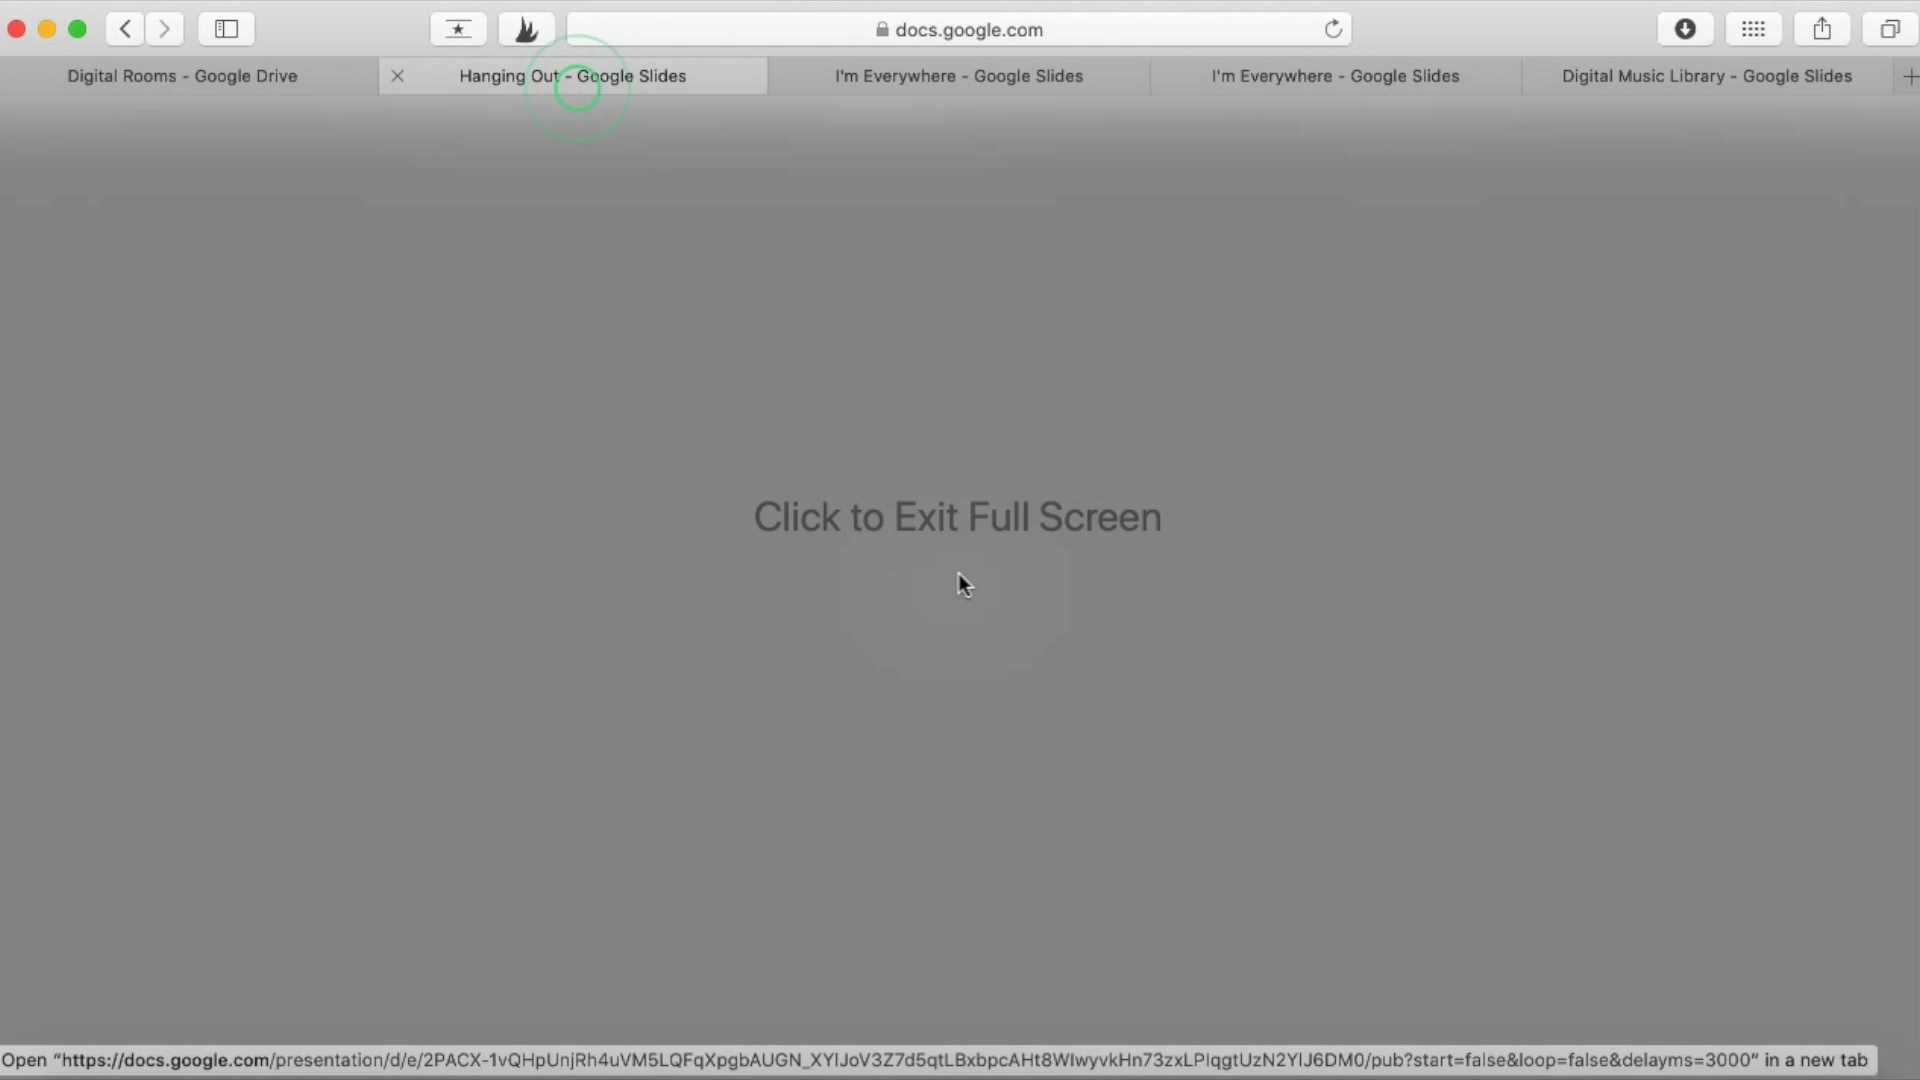 docs.google.com
Digital Rooms - Google Drive
Hanging Out - Google Slides
I'm Everywhere - Google Slides
I'm Everywhere - Google Slides
Digital Music Library - Google Slides
Click to Exit Full Screen
Open “https://docs.google.com/presentation/d/e/2PACX-1vQHpUnjRh4uVM5LQFqXpgbAUGN_XYlJoV3Z7d5qtLBxbpcAHt8WIwyvkHn73zxLPIqgtUzN2YlJ6DM0/pub?start=false&loop=false&delayms=3000” in a new tab